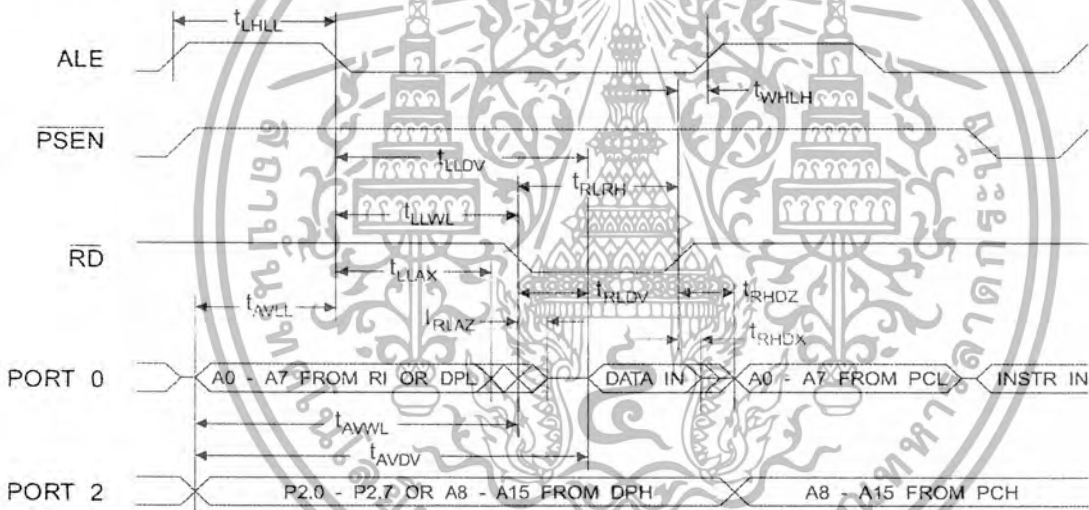 tLHLL
ALE
tWHLH
PSEN
tLLDV
tRLRH
tLLWL
RD
tLLAX
tRLDV
tRHDZ
tAVLL
tRLAZ
tRHDX
PORT 0
A0 - A7 FROM RI OR DPL
DATA IN
A0 - A7 FROM PCL
INSTR IN
tAVWL
tAVDV
PORT 2
P2.0 - P2.7 OR A8 - A15 FROM DPH
A8 - A15 FROM PCH